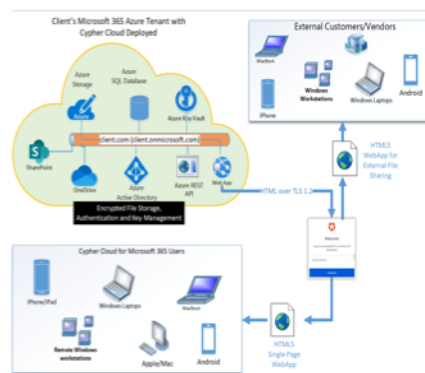 Client's Microsoft 365 Azure Tenant with
Cypher Cloud Deployed
Azure
Storage
Azure
SQL Database
Azure
Azure Key Vault
client.com (client.onmicrosoft.com)
SharePoint
OneDrive
Azure
Active Directory
Azure REST
API
Web App
Encrypted File Storage,
Authentication and Key Management
HTML over TLS 1.2
External Customers/Vendors
MacBook
iPhone
Windows
Workstations
Windows Laptops
Android
HTML5
WebApp for
External File
Sharing
Welcome
Cypher Cloud for Microsoft 365 Users
iPhone/iPad
Windows Laptops
MacBook
Remote Windows
workstations
Apple/Mac
Android
HTML5
Single Page
WebApp